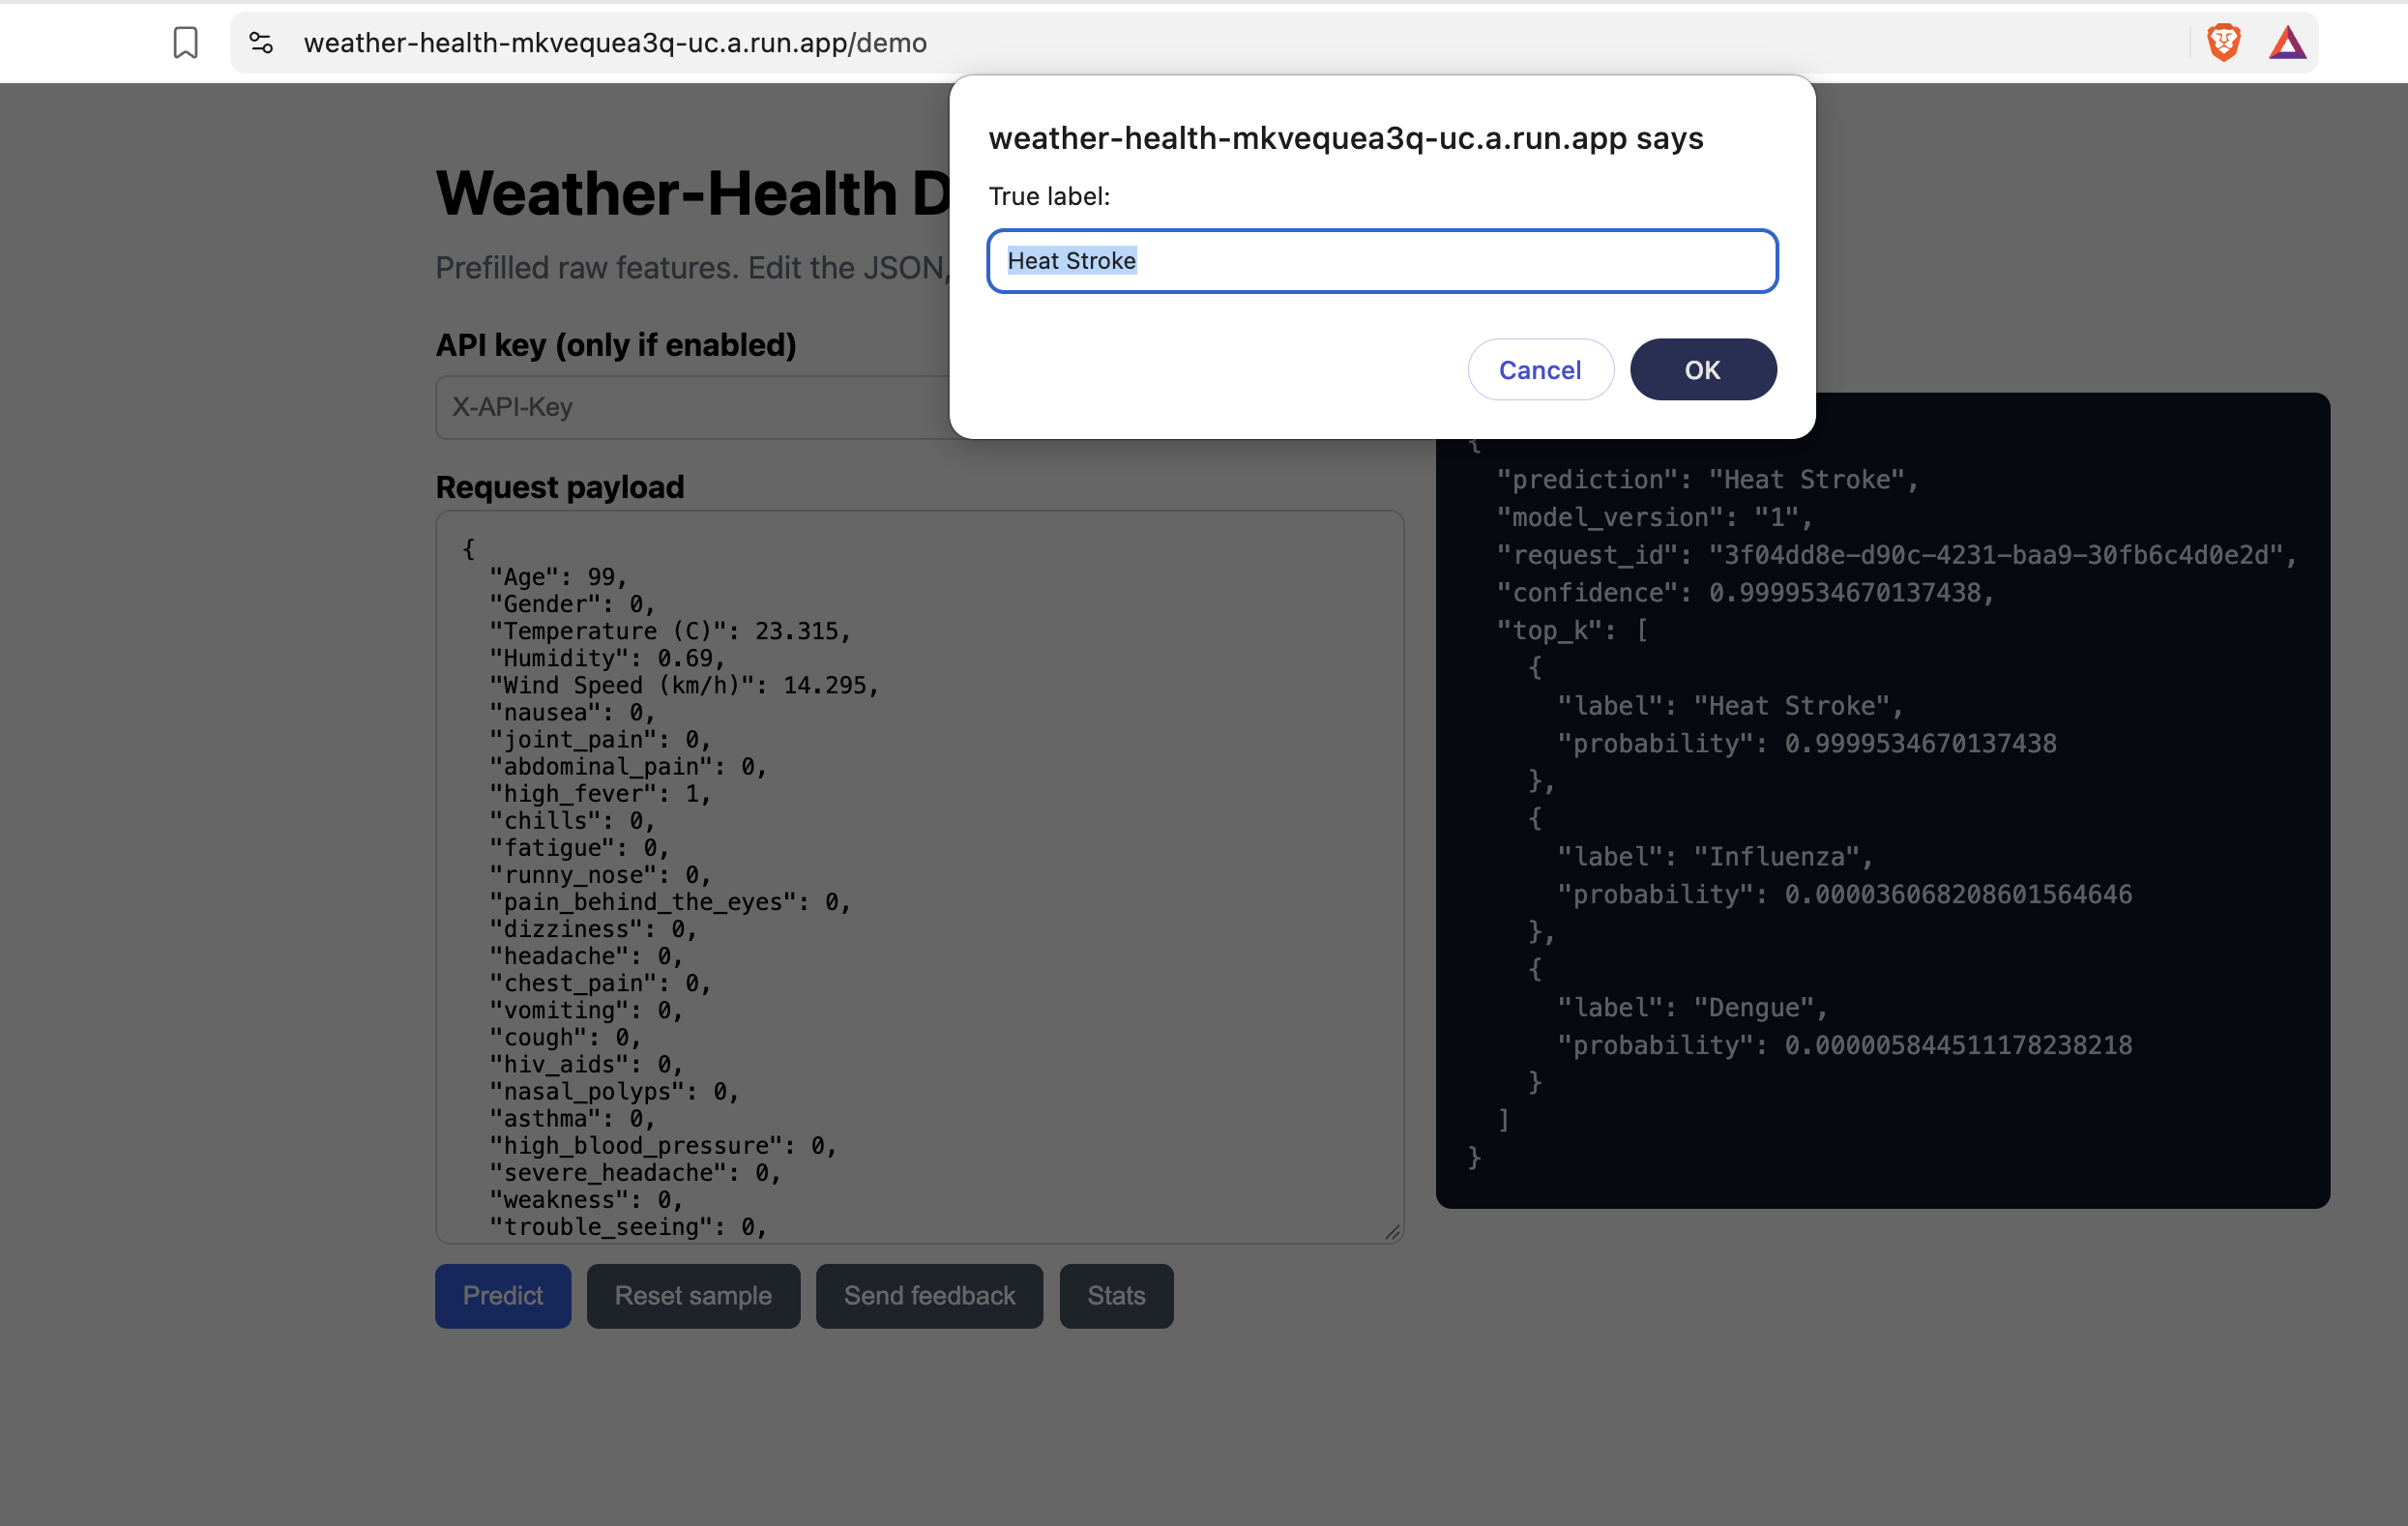 weather-health-mkvequea3q-uc.a.run.app/demo
weather-health-mkvequea3q-uc.a.run.app says
True label:
Heat Stroke
Cancel
OK
Weather-Health D
Prefilled raw features. Edit the JSON,
API key (only if enabled)
X-API-Key
Request payload
{
"Age": 99,
"Gender": 0,
"Temperature (C)": 23.315,
"Humidity": 0.69,
"Wind Speed (km/h)": 14.295,
"nausea": 0,
"joint_pain": 0,
"abdominal_pain": 0,
"high_fever": 1,
"chills": 0,
"fatigue": 0,
"runny_nose": 0,
"pain_behind_the_eyes": 0,
"dizziness": 0,
"headache": 0,
"chest_pain": 0,
"vomiting": 0,
"cough": 0,
"hiv_aids": 0,
"nasal_polyps": 0,
"asthma": 0,
"high_blood_pressure": 0,
"severe_headache": 0,
"weakness": 0,
"trouble_seeing": 0,
Predict
Reset sample
Send feedback
Stats
{
"prediction": "Heat Stroke",
"model_version": "1",
"request_id": "3f04dd8e-d90c-4231-baa9-30fb6c4d0e2d",
"confidence": 0.9999534670137438,
"top_k": [
{
"label": "Heat Stroke",
"probability": 0.9999534670137438
},
{
"label": "Influenza",
"probability": 0.000036068208601564646
},
{
"label": "Dengue",
"probability": 0.000005844511178238218
}
]
}